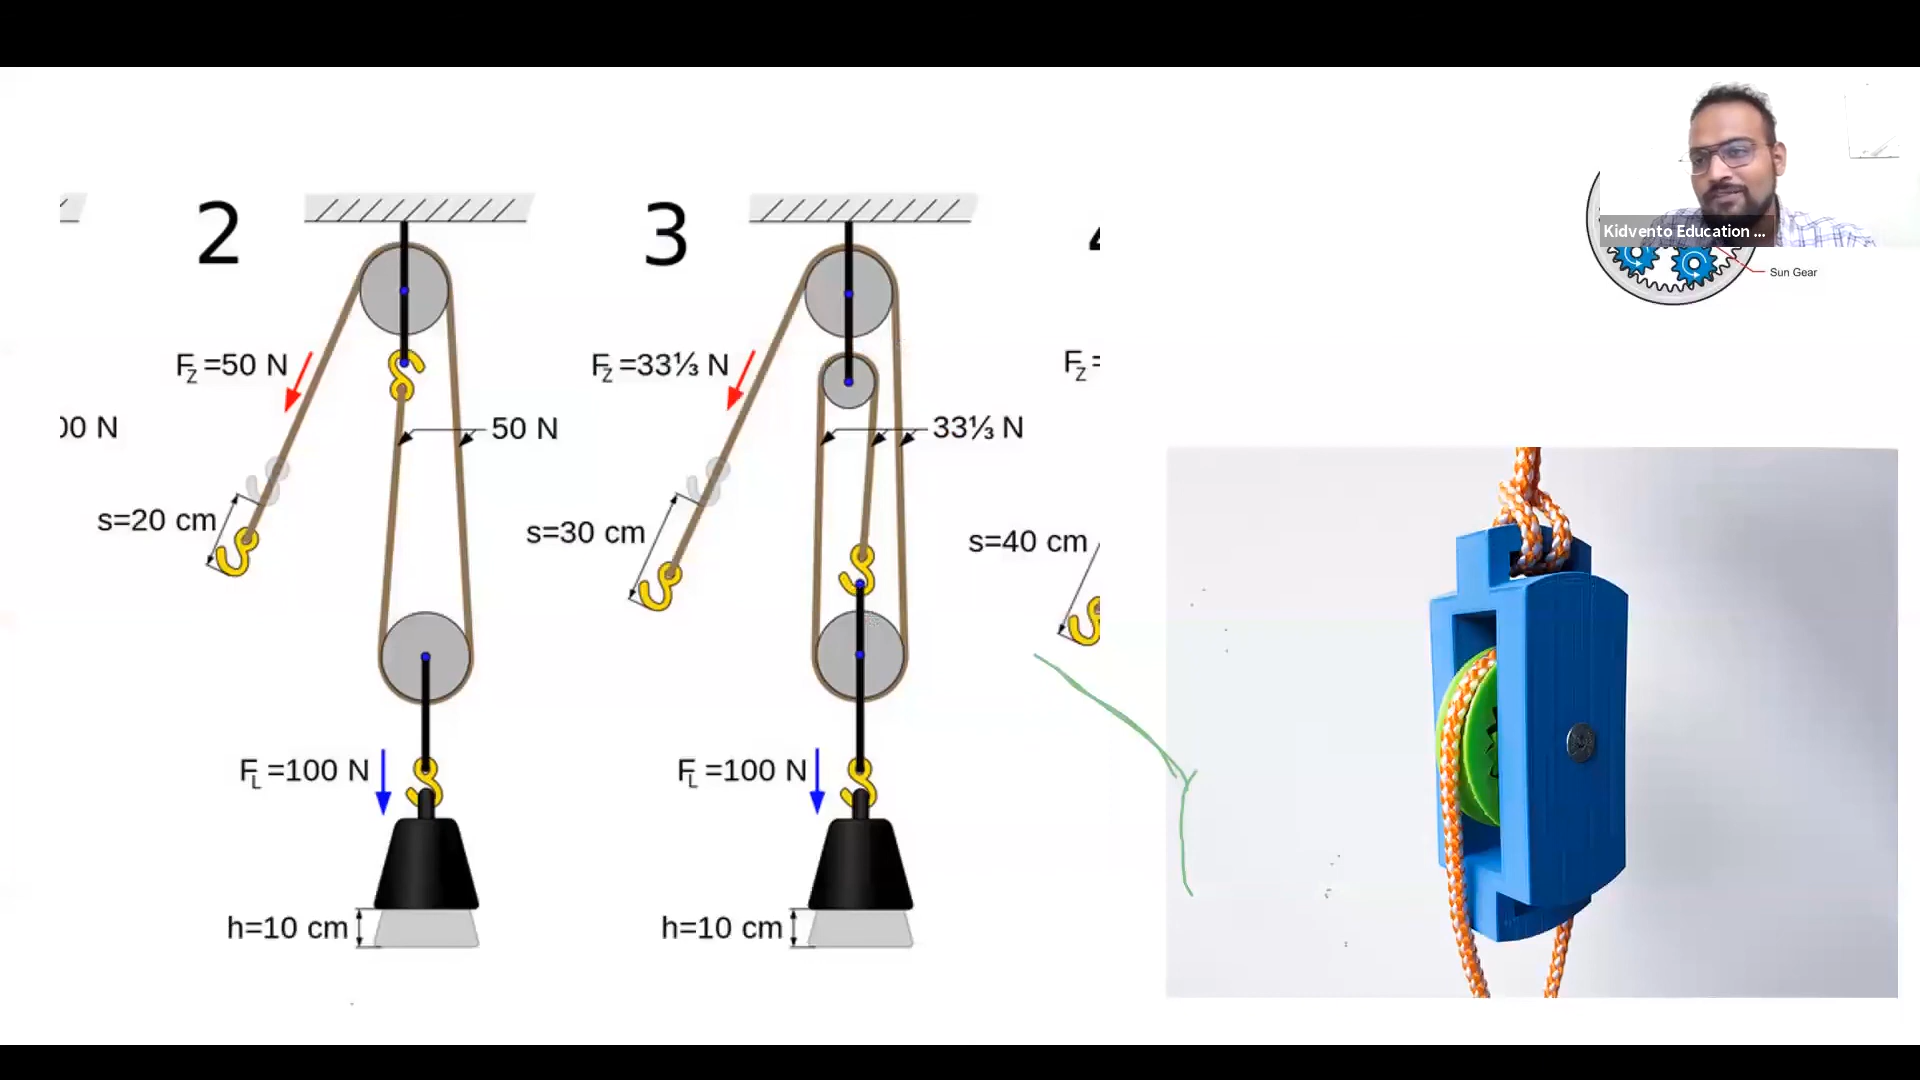 2
3
Kidvento Education ...
Sun Gear
F_Z =50 N
F_Z =33⅓ N
F_Z =
00 N
50 N
33⅓ N
s=20 cm
s=30 cm
s=40 cm
F_L =100 N
F_L =100 N
h=10 cm
h=10 cm